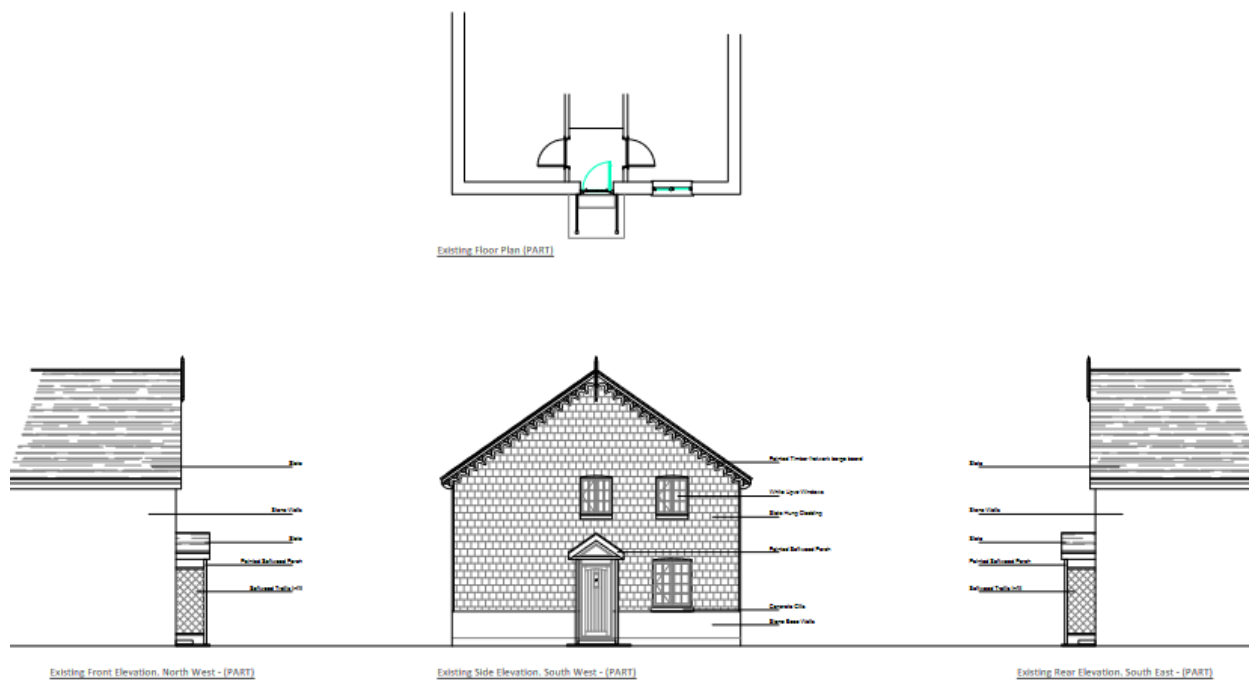 Existing Floor Plan (PART)
Slate
Stone Walls
Slate
Painted Softwood Porch
Softwood Trellis Infill
Painted Timber fretwork barge board
White Upvc Windows
Slate Hung Cladding
Painted Softwood Porch
Concrete Cills
Stone Base Walls
Slate
Stone Walls
Slate
Painted Softwood Porch
Softwood Trellis Infill
Existing Front Elevation. North West - (PART)
Existing Side Elevation. South West - (PART)
Existing Rear Elevation. South East - (PART)